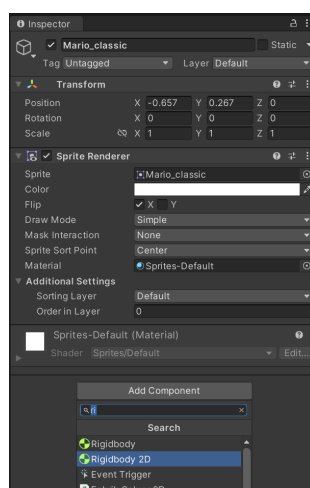 Inspector
Mario_classic Static
Tag Untagged Layer Default
Transform
Position X -0.657 Y 0.267 Z 0
Rotation X 0 Y 0 Z 0
Scale X 1 Y 1 Z 1
Sprite Renderer
Sprite Mario_classic
Color
Flip X Y
Draw Mode Simple
Mask Interaction None
Sprite Sort Point Center
Material Sprites-Default
Additional Settings
Sorting Layer Default
Order in Layer 0
Sprites-Default (Material)
Shader Sprites/Default Edit...
Add Component
ri
Search
Rigidbody
Rigidbody 2D
Event Trigger